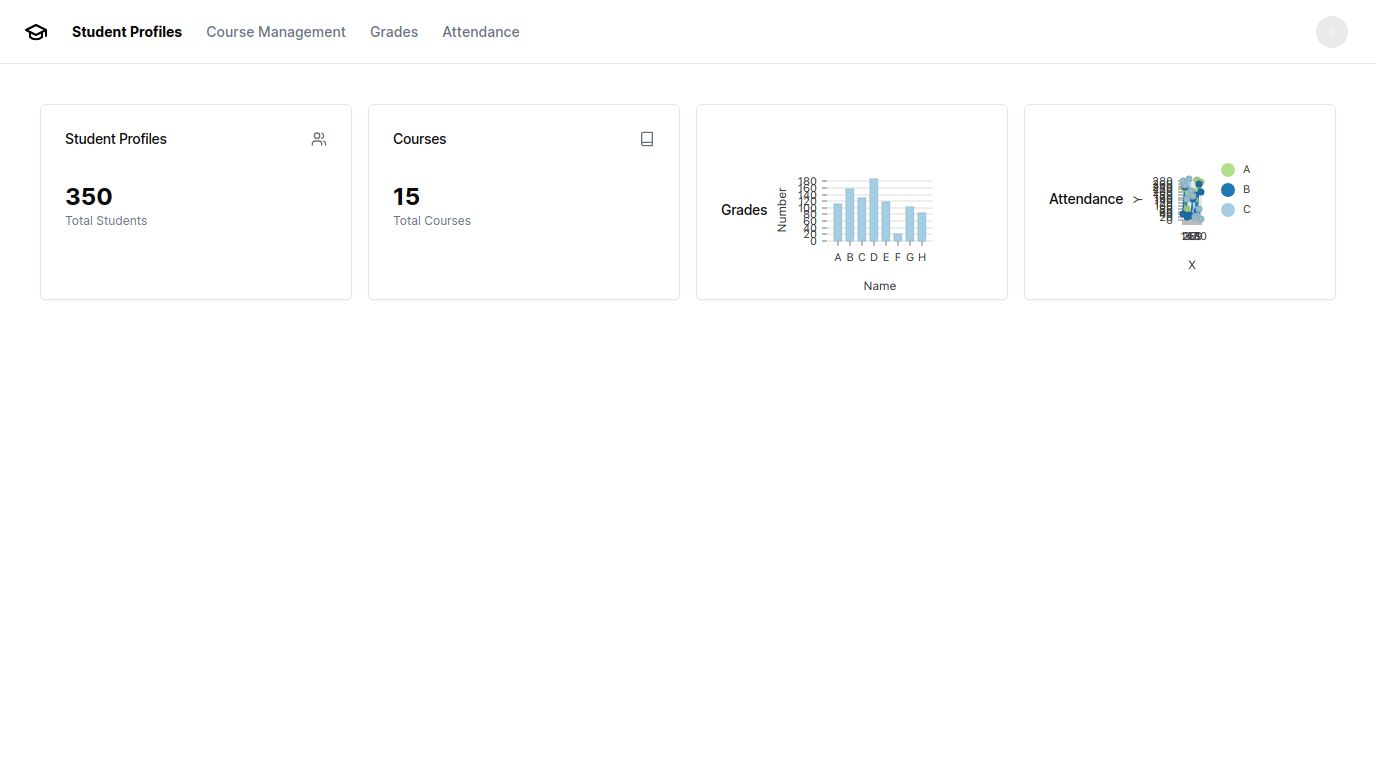 Student Profiles Course Management Grades Attendance
Student Profiles
350
Total Students
Courses
15
Total Courses
Grades
Number
180
160
140
120
100
80
60
40
20
0
A B C D E F G H
Name
Attendance
Y
X
A
B
C